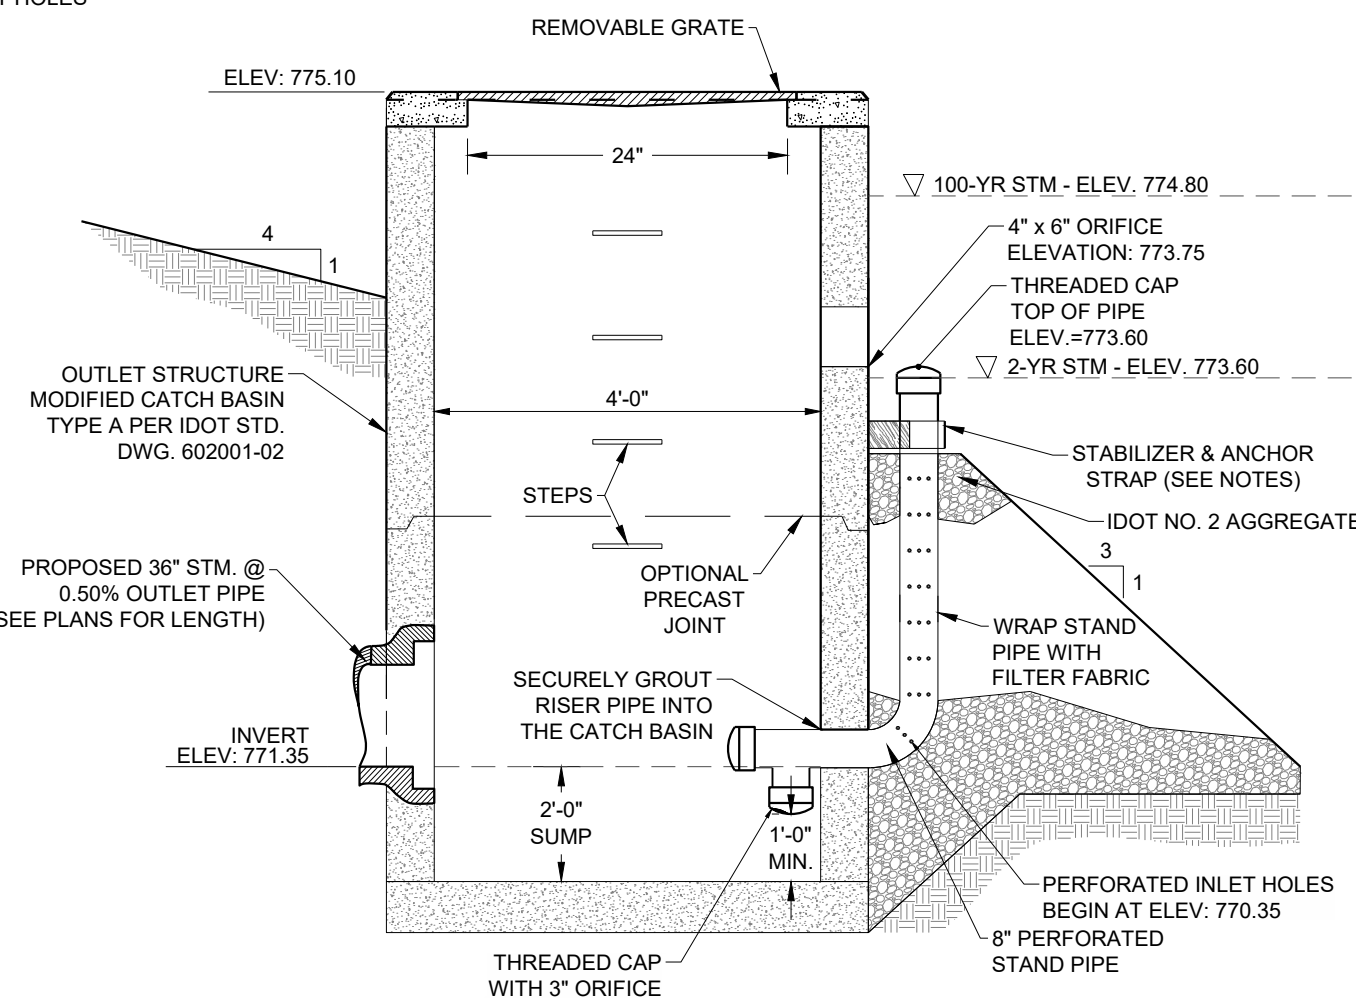 REMOVABLE GRATE
ELEV: 775.10
24"
100-YR STM - ELEV. 774.80
4" x 6" ORIFICE
ELEVATION: 773.75
THREADED CAP
TOP OF PIPE
ELEV.=773.60
2-YR STM - ELEV. 773.60
4
1
OUTLET STRUCTURE
MODIFIED CATCH BASIN
TYPE A PER IDOT STD.
DWG. 602001-02
4'-0"
STABILIZER & ANCHOR
STRAP (SEE NOTES)
STEPS
IDOT NO. 2 AGGREGATE
3
1
PROPOSED 36" STM. @
0.50% OUTLET PIPE
SEE PLANS FOR LENGTH)
OPTIONAL
PRECAST
JOINT
WRAP STAND
PIPE WITH
FILTER FABRIC
SECURELY GROUT
RISER PIPE INTO
THE CATCH BASIN
INVERT
ELEV: 771.35
2'-0"
SUMP
1'-0"
MIN.
PERFORATED INLET HOLES
BEGIN AT ELEV: 770.35
8" PERFORATED
STAND PIPE
THREADED CAP
WITH 3" ORIFICE